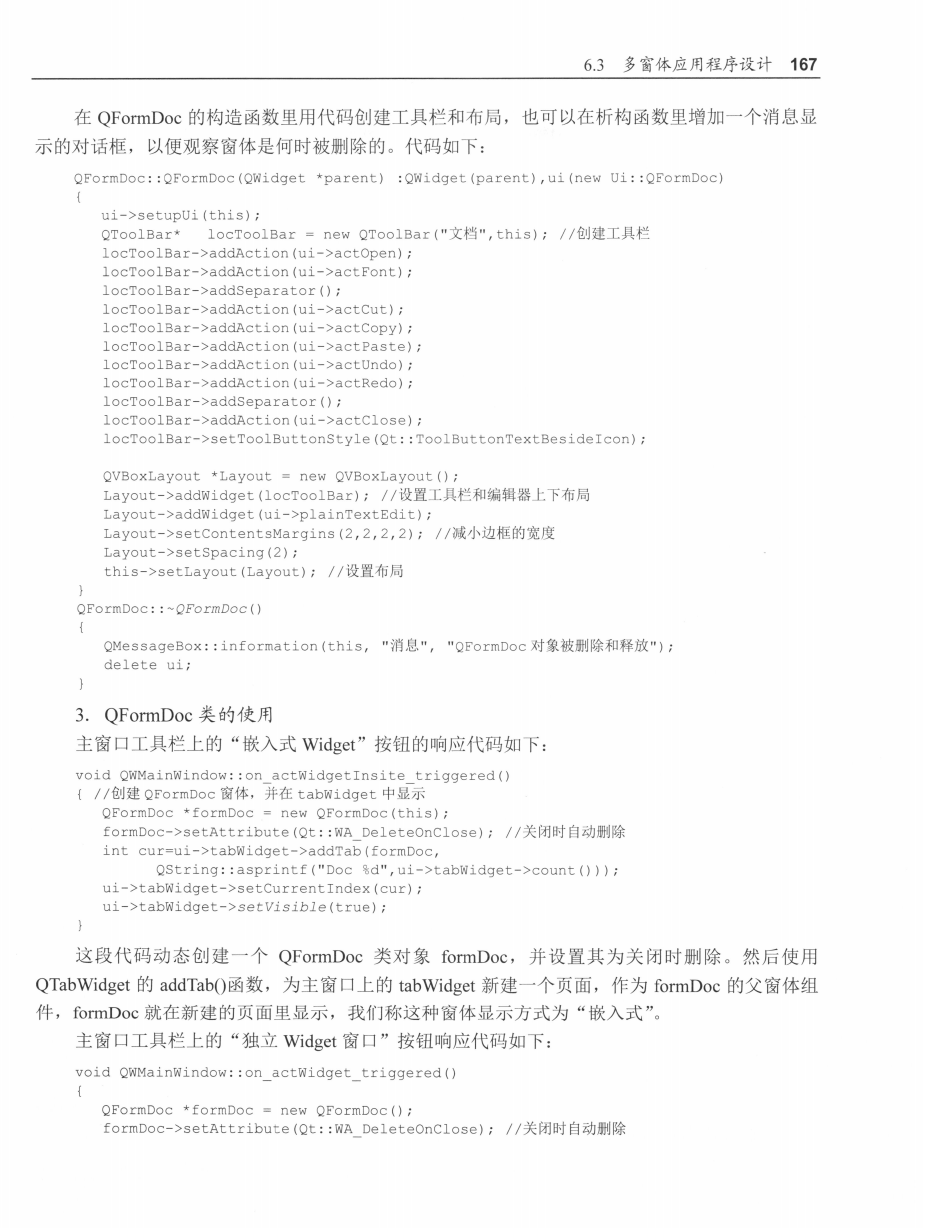 6.3 多窗体应用程序设计 167
在 QFormDoc 的构造函数里用代码创建工具栏和布局，也可以在析构函数里增加一个消息显
示的对话框，以便观察窗体是何时被删除的。代码如下：
QFormDoc::QFormDoc(QWidget *parent) :QWidget(parent),ui(new Ui::QFormDoc)
{
ui->setupUi(this);
QToolBar* locToolBar = new QToolBar("文档",this); //创建工具栏
locToolBar->addAction(ui->actOpen);
locToolBar->addAction(ui->actFont);
locToolBar->addSeparator();
locToolBar->addAction(ui->actCut);
locToolBar->addAction(ui->actCopy);
locToolBar->addAction(ui->actPaste);
locToolBar->addAction(ui->actUndo);
locToolBar->addAction(ui->actRedo);
locToolBar->addSeparator();
locToolBar->addAction(ui->actClose);
locToolBar->setToolButtonStyle(Qt::ToolButtonTextBesideIcon);
QVBoxLayout *Layout = new QVBoxLayout();
Layout->addWidget(locToolBar); //设置工具栏和编辑器上下布局
Layout->addWidget(ui->plainTextEdit);
Layout->setContentsMargins(2,2,2,2); //减小边框的宽度
Layout->setSpacing(2);
this->setLayout(Layout); //设置布局
}
QFormDoc::~QFormDoc()
{
QMessageBox::information(this, "消息", "QFormDoc 对象被删除和释放");
delete ui;
}
3．QFormDoc 类的使用
主窗口工具栏上的“嵌入式 Widget”按钮的响应代码如下：
void QWMainWindow::on_actWidgetInsite_triggered()
{ //创建 QFormDoc 窗体，并在 tabWidget 中显示
QFormDoc *formDoc = new QFormDoc(this);
formDoc->setAttribute(Qt::WA_DeleteOnClose); //关闭时自动删除
int cur=ui->tabWidget->addTab(formDoc,
QString::asprintf("Doc %d",ui->tabWidget->count()));
ui->tabWidget->setCurrentIndex(cur);
ui->tabWidget->setVisible(true);
}
这段代码动态创建一个 QFormDoc 类对象 formDoc，并设置其为关闭时删除。然后使用
QTabWidget 的 addTab()函数，为主窗口上的 tabWidget 新建一个页面，作为 formDoc 的父窗体组
件，formDoc 就在新建的页面里显示，我们称这种窗体显示方式为“嵌入式”。
主窗口工具栏上的“独立 Widget 窗口”按钮响应代码如下：
void QWMainWindow::on_actWidget_triggered()
{
QFormDoc *formDoc = new QFormDoc();
formDoc->setAttribute(Qt::WA_DeleteOnClose); //关闭时自动删除